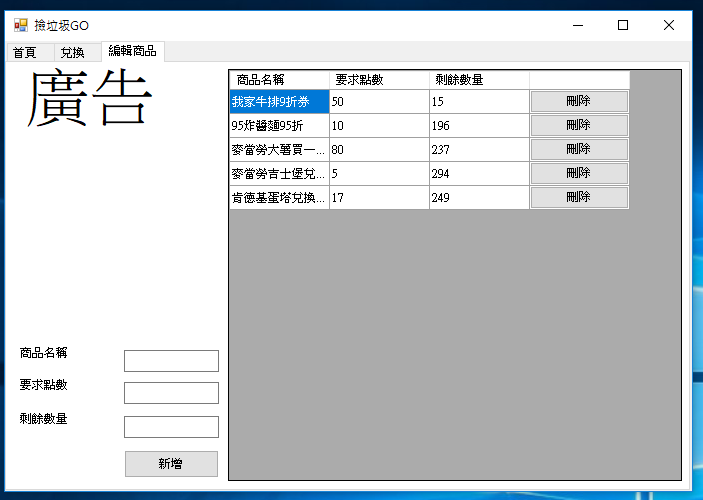 撿垃圾GO
首頁 兌換 編輯商品
廣告
商品名稱 要求點數 剩餘數量
我家牛排9折券 50 15 刪除
95炸醬麵95折 10 196 刪除
麥當勞大薯買一... 80 237 刪除
麥當勞吉士堡兌... 5 294 刪除
肯德基蛋塔兌換... 17 249 刪除
商品名稱
要求點數
剩餘數量
新增